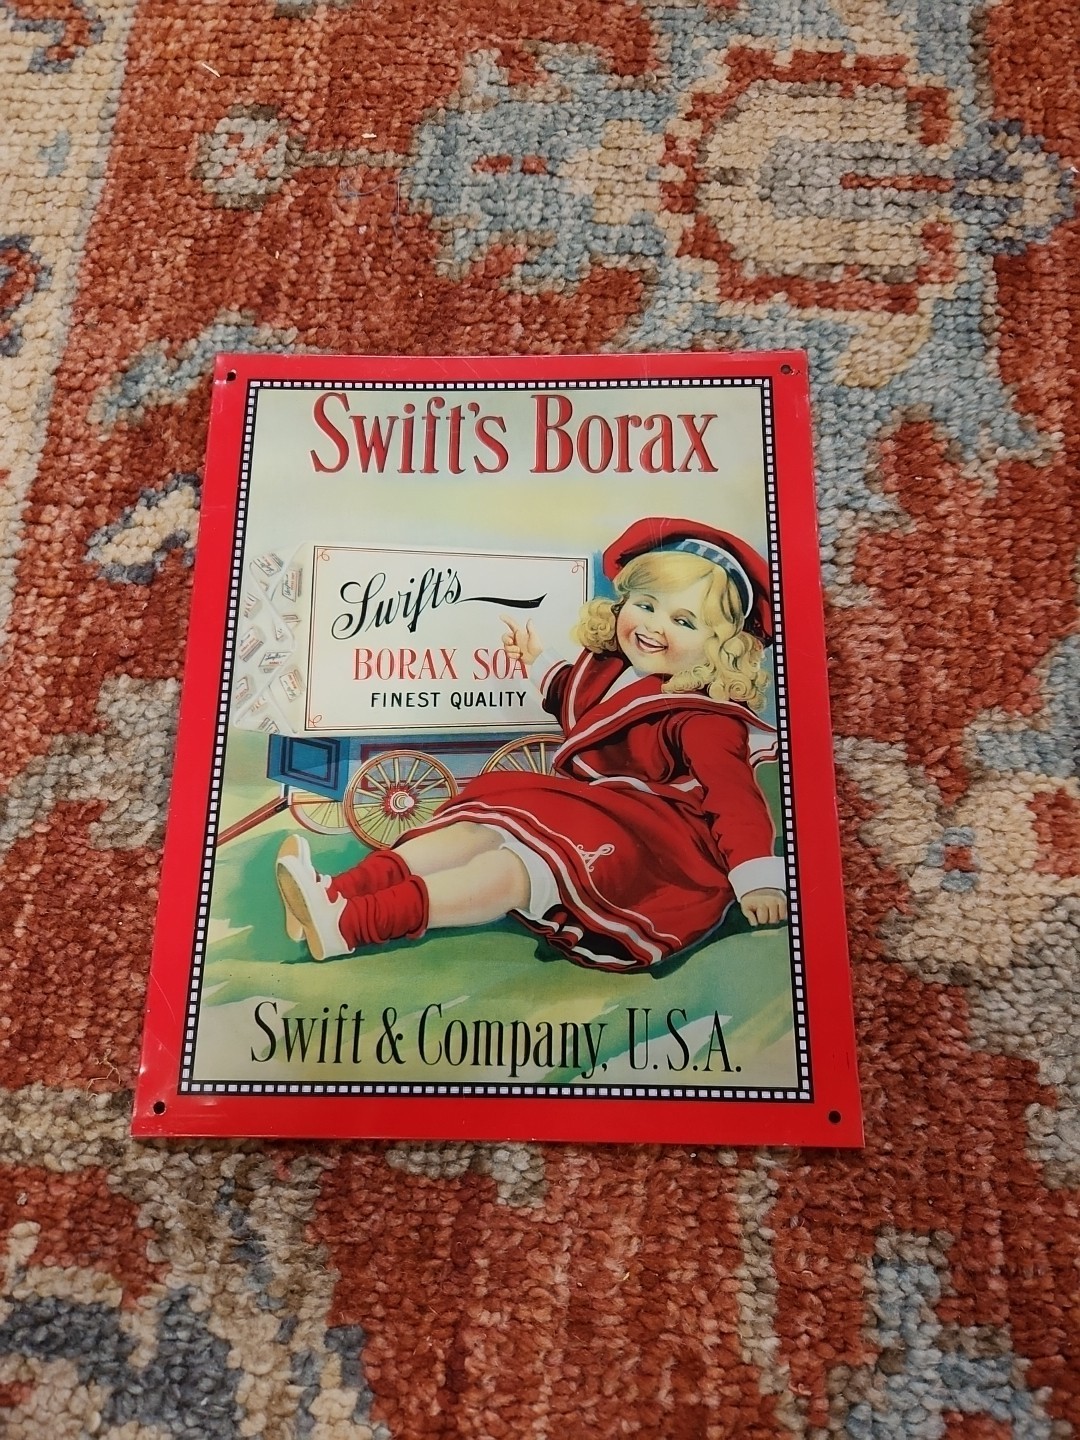 Swift's Borax
Swift's
BORAX SOA
FINEST QUALITY
Swift & Company, U.S.A.